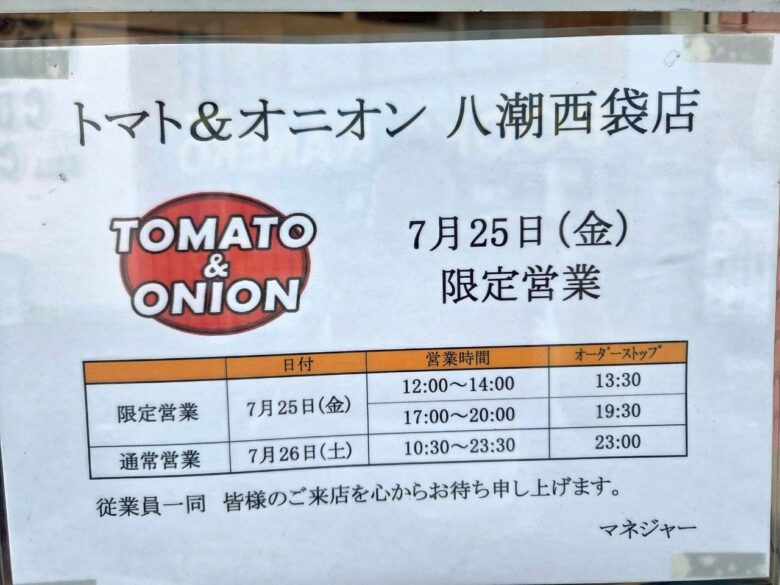 トマト&オニオン 八潮西袋店
TOMATO
&
ONION
7月25日(金)
限定営業
日付 営業時間 オーダーストップ
限定営業 7月25日(金) 12:00～14:00 13:30
17:00～20:00 19:30
通常営業 7月26日(土) 10:30～23:30 23:00
従業員一同 皆様のご来店を心からお待ち申し上げます。
マネジャー